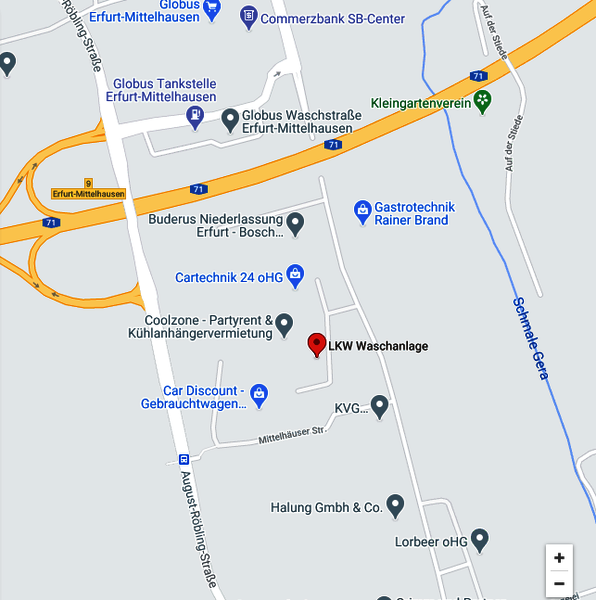 Globus
Erfurt-Mittelhausen
Commerzbank SB-Center
Röbling-Straße
Auf der Stiede
71
Globus Tankstelle
Erfurt-Mittelhausen
Kleingartenverein
Globus Waschstraße
Erfurt-Mittelhausen
71
Auf der Stiede
9
Erfurt-Mittelhausen
71
71
Gastrotechnik
Rainer Brand
Buderus Niederlassung
Erfurt - Bosch...
Cartechnik 24 oHG
Schmale Gera
Coolzone - Partyrent &
Kühlanhängervermietung
LKW Waschanlage
Car Discount -
Gebrauchtwagen...
KVG...
Mittelhäuser Str.
August-Röbling-Straße
Halung Gmbh & Co.
Lorbeer oHG
+
−